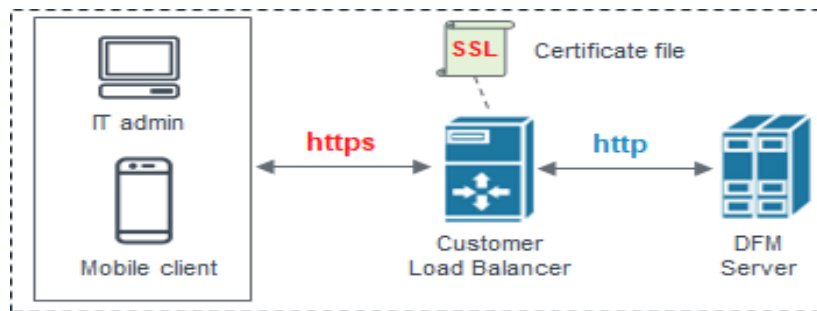 SSL
Certificate file
IT admin
https
http
Mobile client
Customer
Load Balancer
DFM
Server